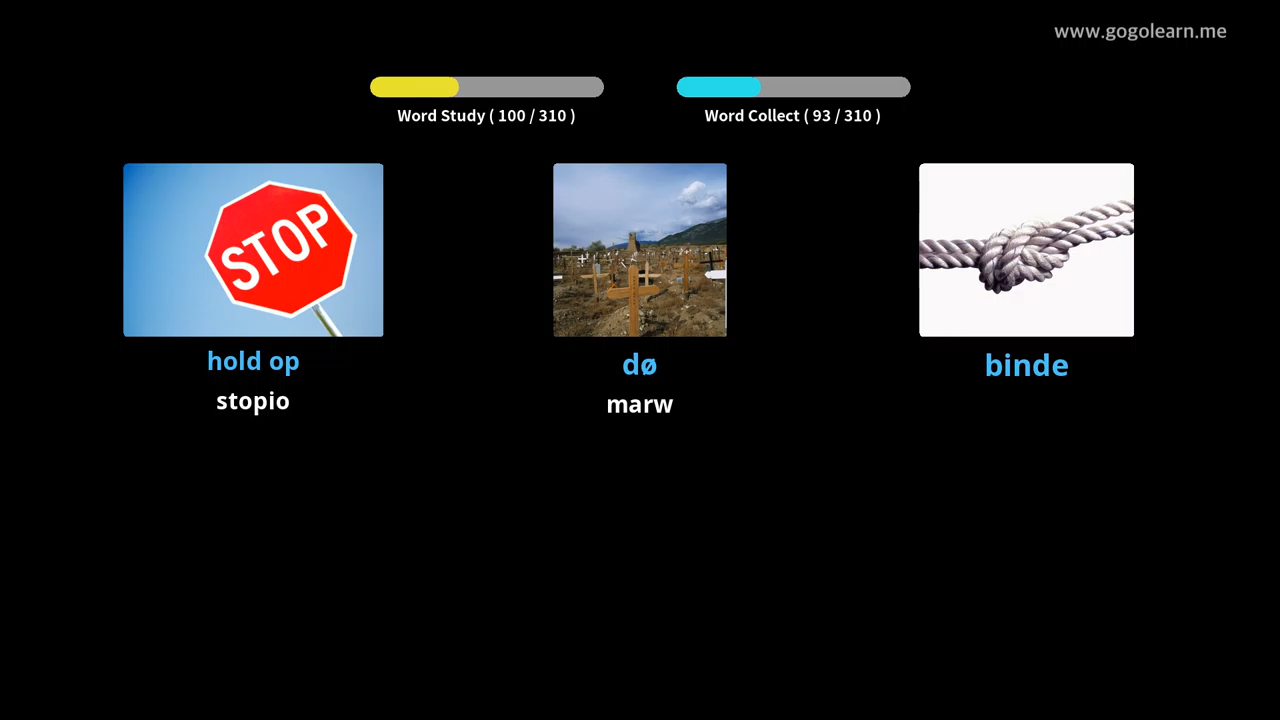 www.gogolearn.me
Word Study ( 100 / 310 )
Word Collect ( 93 / 310 )
STOP
hold op
stopio
dø
marw
binde